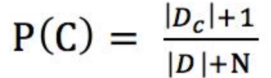 P(C) = |D_c|+1 / |D|+N